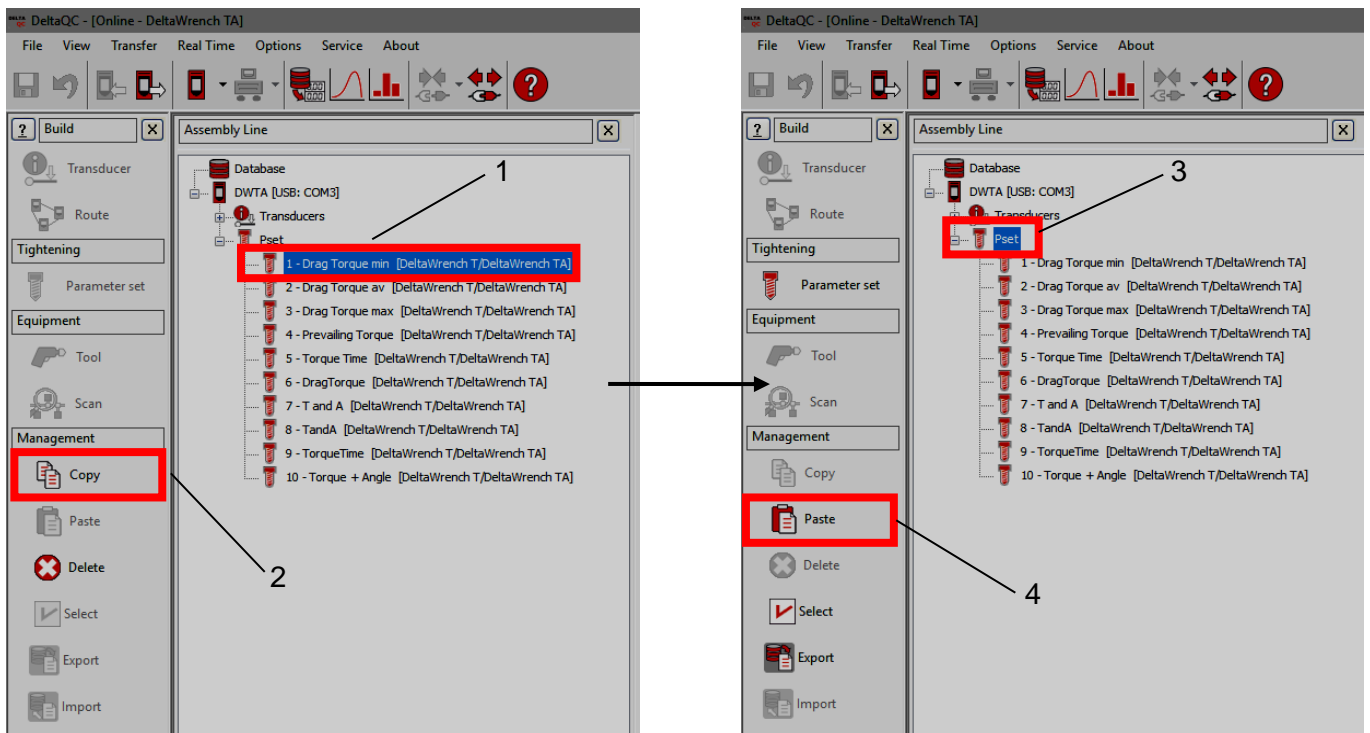 DELTA QC DeltaQC - [Online - DeltaWrench TA]
File View Transfer Real Time Options Service About
? Build X
Assembly Line X
Transducer
Route
Tightening
Parameter set
Equipment
Tool
Scan
Management
Copy
Paste
Delete
Select
Export
Import
Database
DWTA [USB: COM3]
Transducers
Pset
1 - Drag Torque min [DeltaWrench T/DeltaWrench TA]
2 - Drag Torque av [DeltaWrench T/DeltaWrench TA]
3 - Drag Torque max [DeltaWrench T/DeltaWrench TA]
4 - Prevailing Torque [DeltaWrench T/DeltaWrench TA]
5 - Torque Time [DeltaWrench T/DeltaWrench TA]
6 - DragTorque [DeltaWrench T/DeltaWrench TA]
7 - T and A [DeltaWrench T/DeltaWrench TA]
8 - TandA [DeltaWrench T/DeltaWrench TA]
9 - TorqueTime [DeltaWrench T/DeltaWrench TA]
10 - Torque + Angle [DeltaWrench T/DeltaWrench TA]
1
2
DELTA QC DeltaQC - [Online - DeltaWrench TA]
File View Transfer Real Time Options Service About
? Build X
Assembly Line X
Transducer
Route
Tightening
Parameter set
Equipment
Tool
Scan
Management
Copy
Paste
Delete
Select
Export
Import
Database
DWTA [USB: COM3]
Transducers
Pset
1 - Drag Torque min [DeltaWrench T/DeltaWrench TA]
2 - Drag Torque av [DeltaWrench T/DeltaWrench TA]
3 - Drag Torque max [DeltaWrench T/DeltaWrench TA]
4 - Prevailing Torque [DeltaWrench T/DeltaWrench TA]
5 - Torque Time [DeltaWrench T/DeltaWrench TA]
6 - DragTorque [DeltaWrench T/DeltaWrench TA]
7 - T and A [DeltaWrench T/DeltaWrench TA]
8 - TandA [DeltaWrench T/DeltaWrench TA]
9 - TorqueTime [DeltaWrench T/DeltaWrench TA]
10 - Torque + Angle [DeltaWrench T/DeltaWrench TA]
3
4